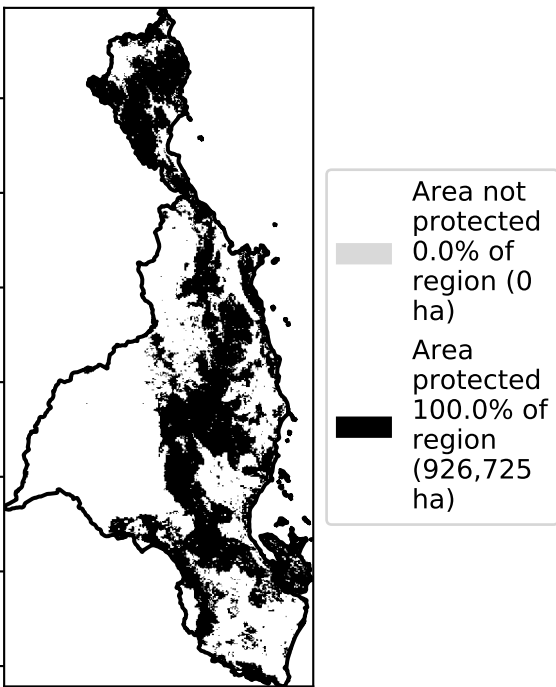 Area not
protected
0.0% of
region (0
ha)
Area
protected
100.0% of
region
(926,725
ha)